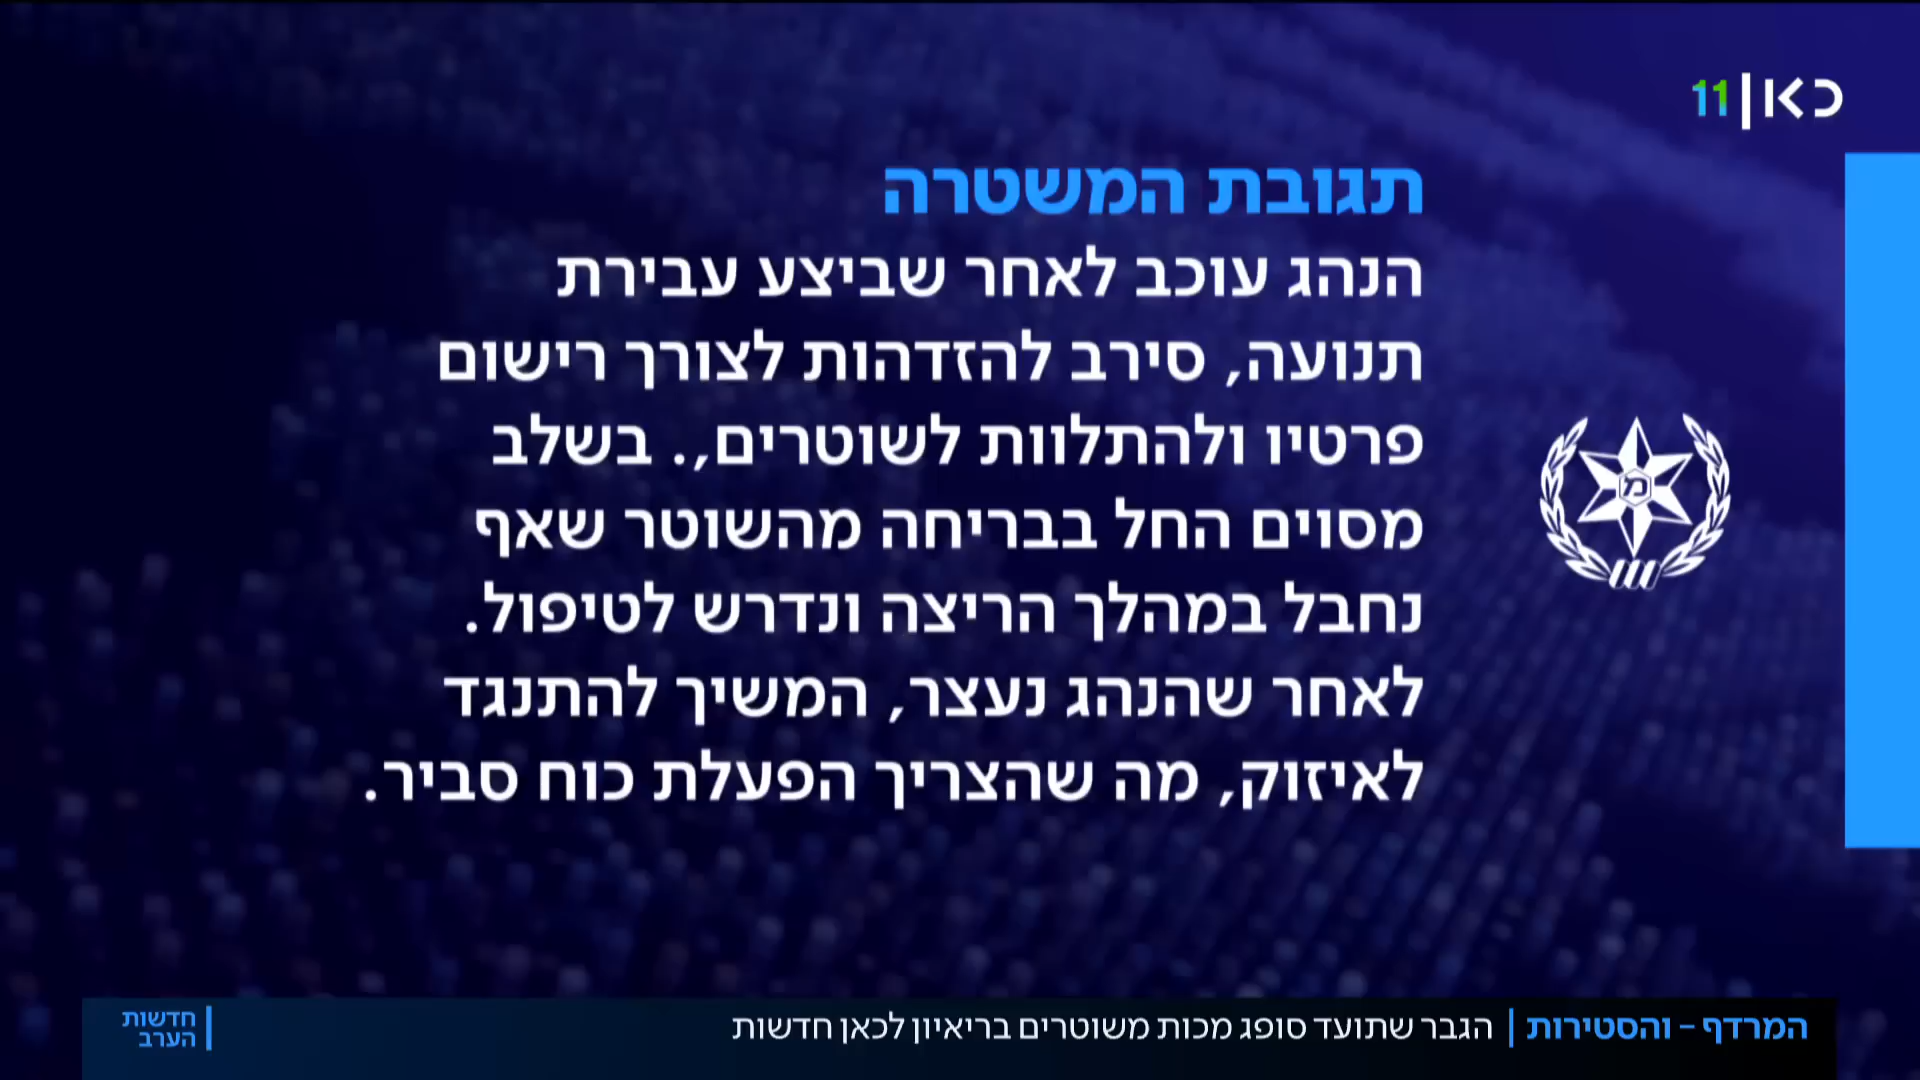 כאן|11
תגובת המשטרה
הנהג עוכב לאחר שביצע עבירת
תנועה, סירב להזדהות לצורך רישום
פרטיו ולהתלוות לשוטרים,. בשלב
מסוים החל בבריחה מהשוטר שאף
נחבל במהלך הריצה ונדרש לטיפול.
לאחר שהנהג נעצר, המשיך להתנגד
לאיזוק, מה שהצריך הפעלת כוח סביר.
מ
המרדף – והסטירות | הגבר שתועד סופג מכות משוטרים בריאיון לכאן חדשות
חדשות
הערב